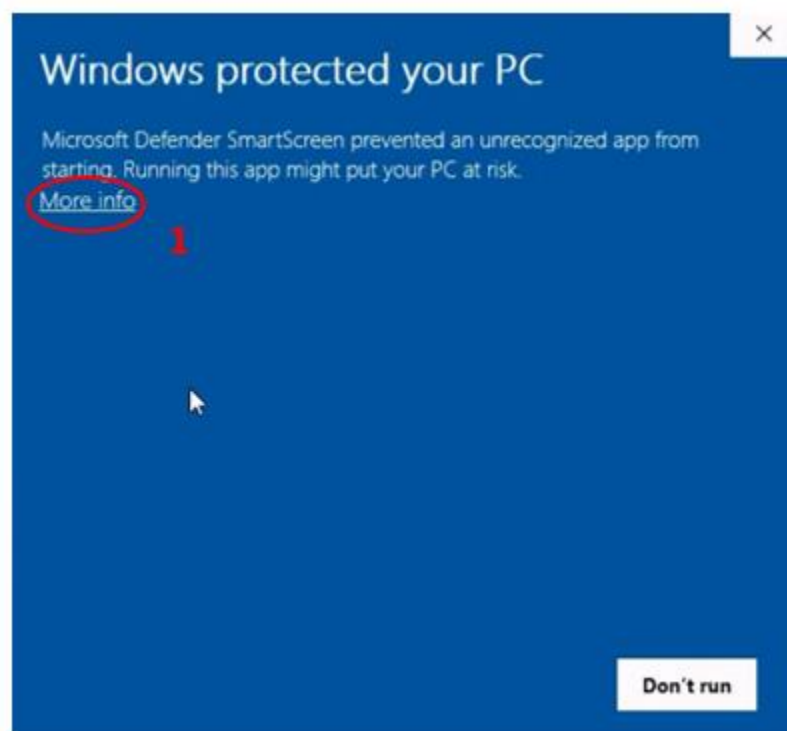 Windows protected your PC
Microsoft Defender SmartScreen prevented an unrecognized app from
starting. Running this app might put your PC at risk.
More info
1
Don't run